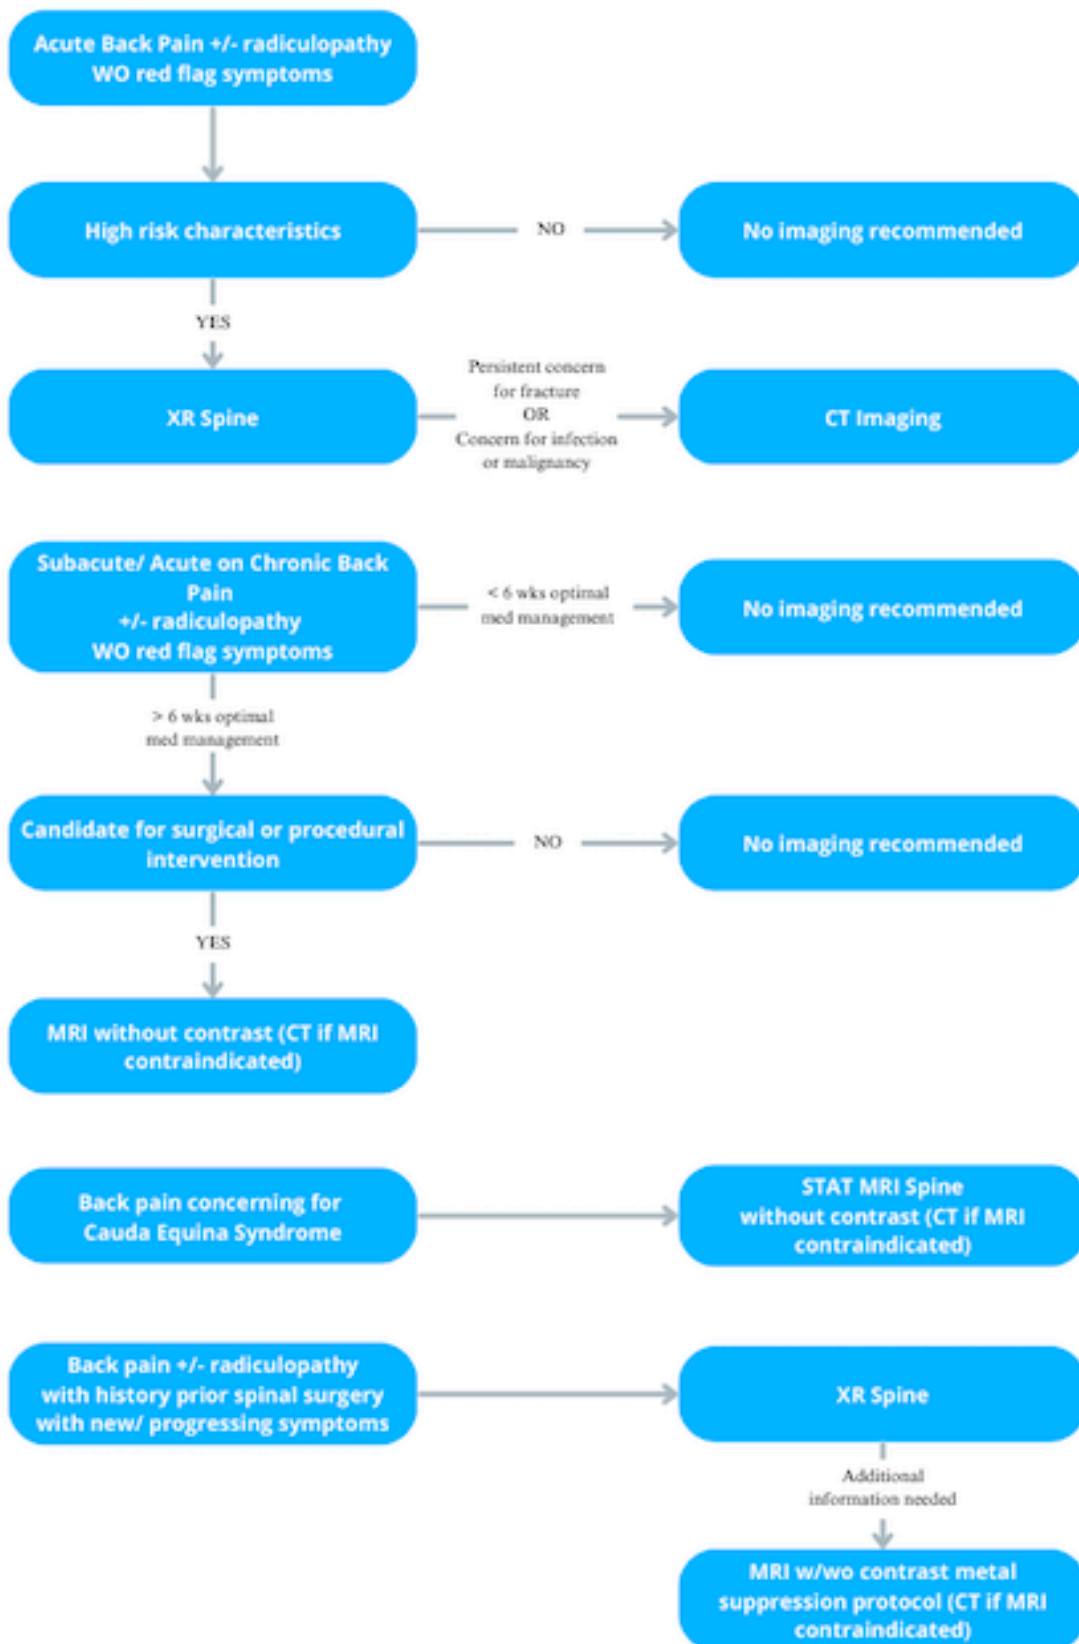 Acute Back Pain +/- radiculopathy
WO red flag symptoms
High risk characteristics
NO
No imaging recommended
YES
XR Spine
Persistent concern
for fracture
OR
Concern for infection
or malignancy
CT Imaging
Subacute/ Acute on Chronic Back
Pain
+/- radiculopathy
WO red flag symptoms
< 6 wks optimal
med management
No imaging recommended
> 6 wks optimal
med management
Candidate for surgical or procedural
intervention
NO
No imaging recommended
YES
MRI without contrast (CT if MRI
contraindicated)
Back pain concerning for
Cauda Equina Syndrome
STAT MRI Spine
without contrast (CT if MRI
contraindicated)
Back pain +/- radiculopathy
with history prior spinal surgery
with new/ progressing symptoms
XR Spine
Additional
information needed
MRI w/wo contrast metal
suppression protocol (CT if MRI
contraindicated)